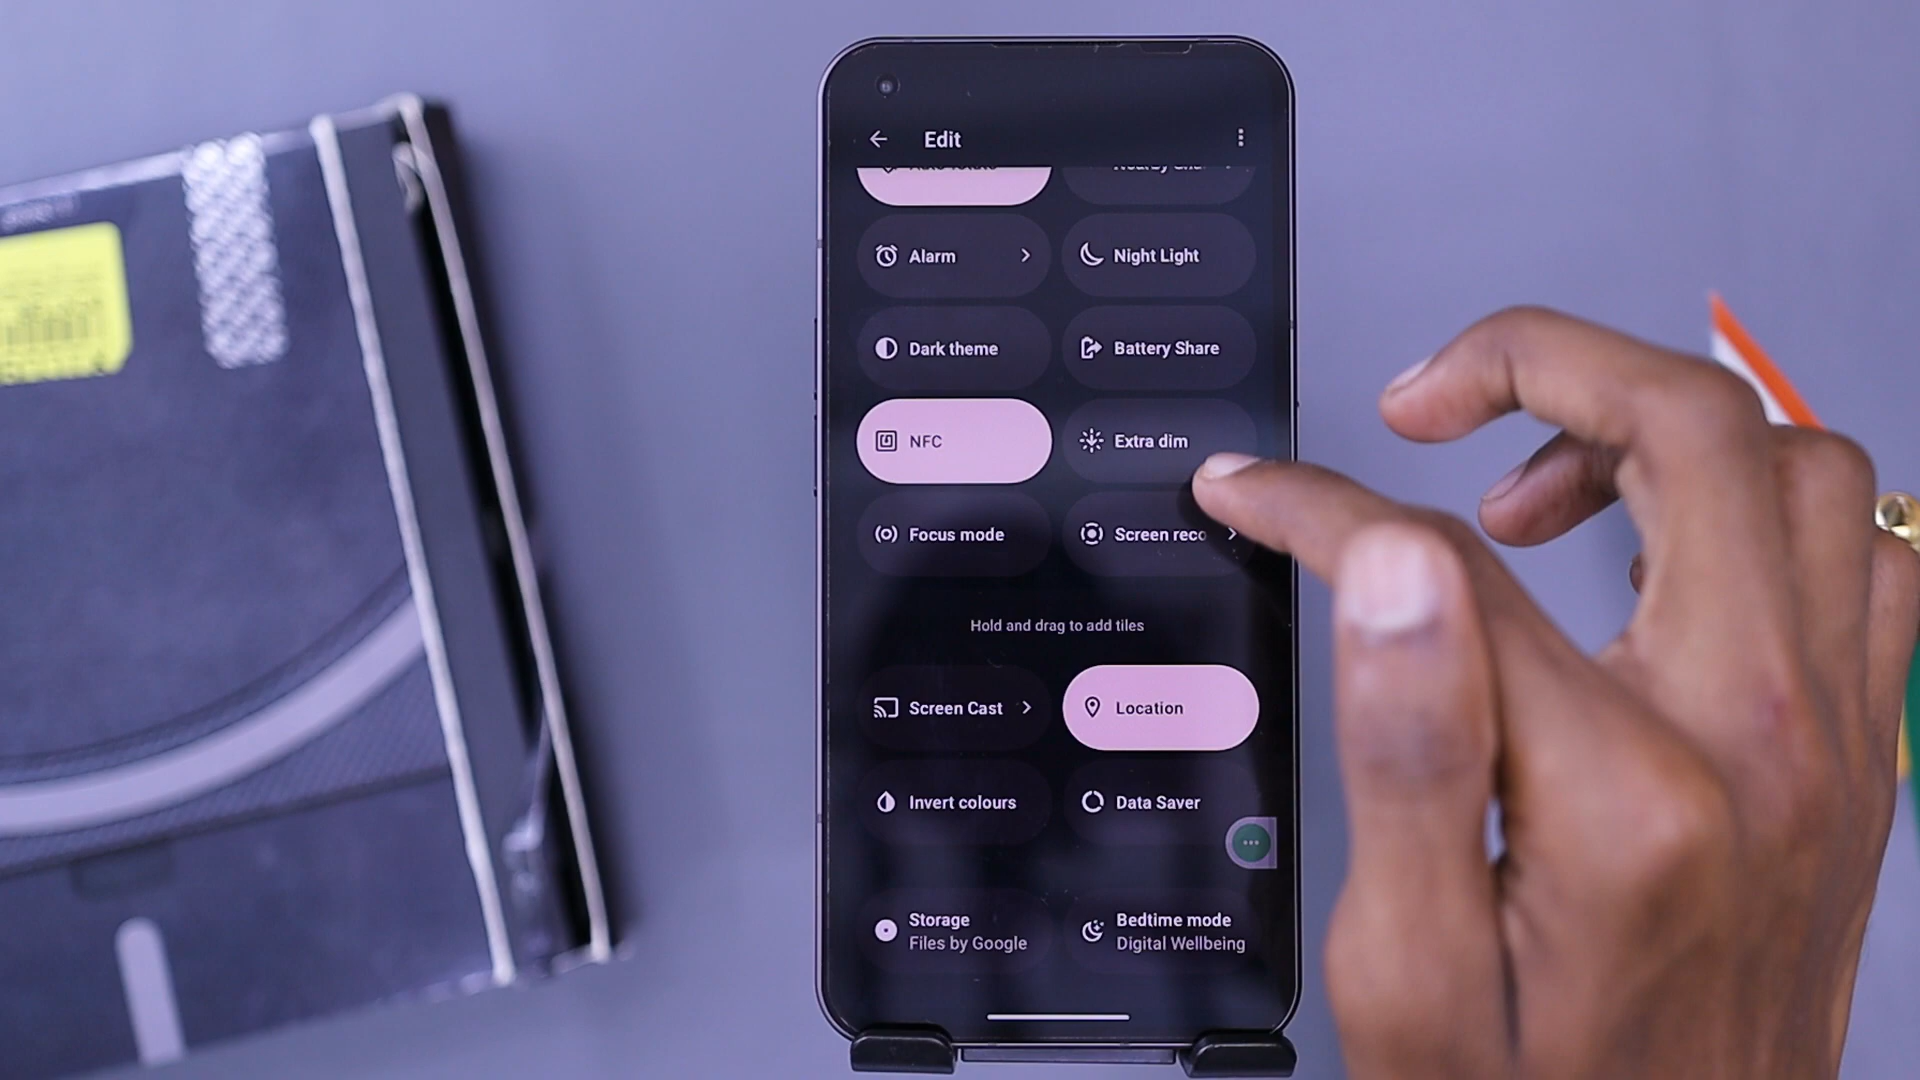 Edit
Alarm
Night Light
Dark theme
Battery Share
NFC
Extra dim
Focus mode
Screen reco
Hold and drag to add tiles
Screen Cast
Location
Invert colours
Data Saver
Storage
Files by Google
Bedtime mode
Digital Wellbeing